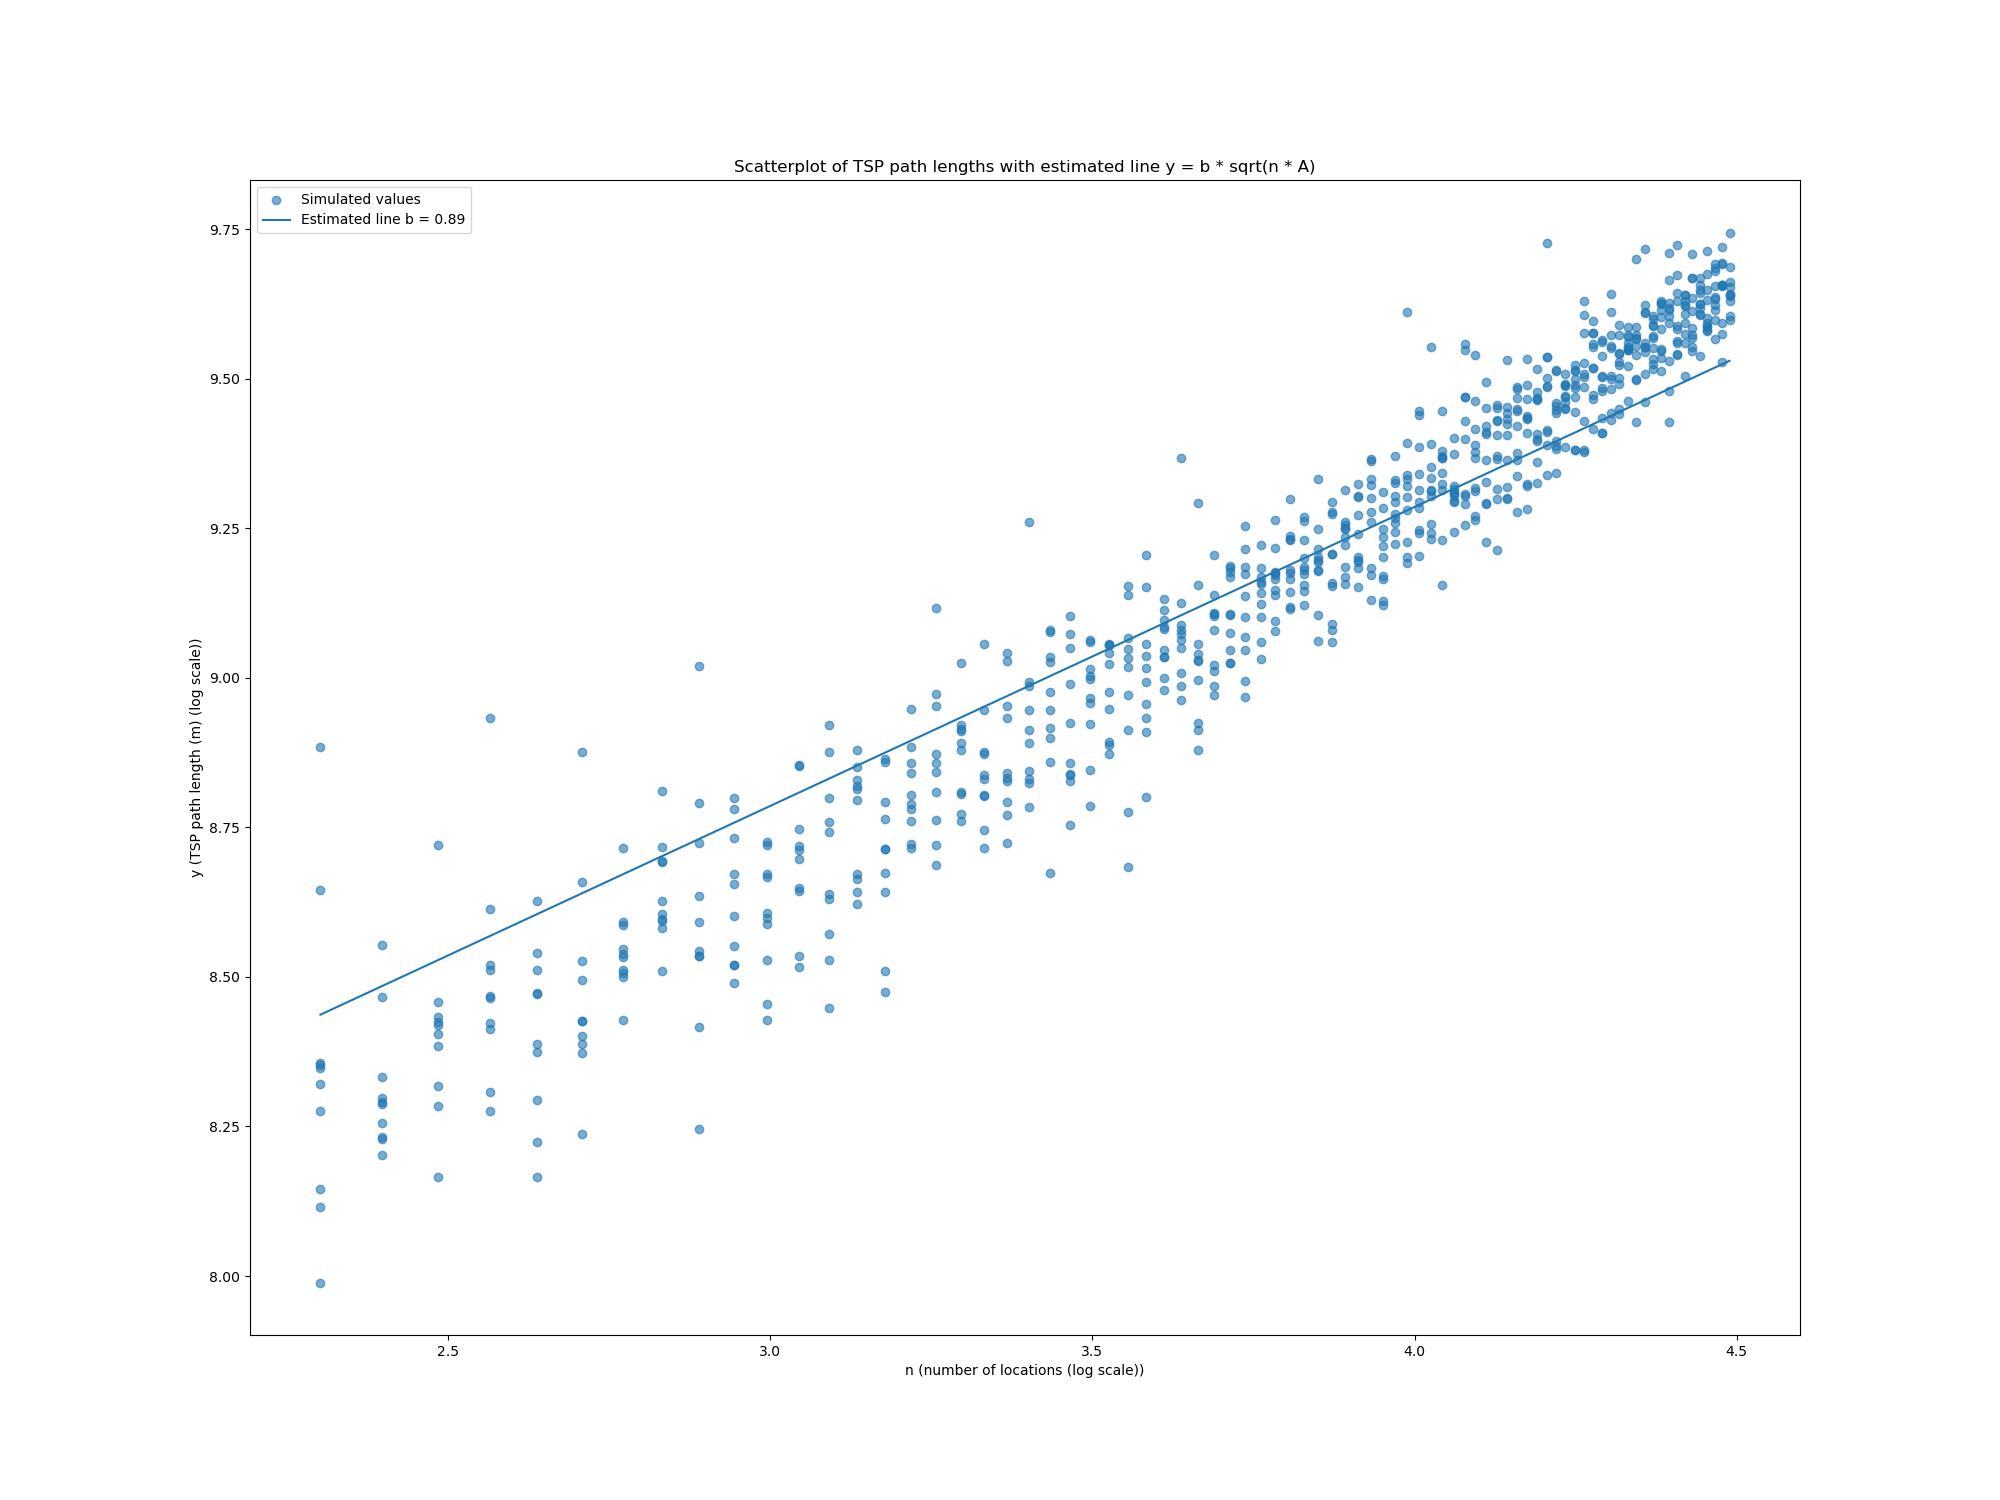 Scatterplot of TSP path lengths with estimated line y = b * sqrt(n * A)
Simulated values
Estimated line b = 0.89
y (TSP path length (m) (log scale))
9.75
9.50
9.25
9.00
8.75
8.50
8.25
8.00
2.5
3.0
3.5
4.0
4.5
n (number of locations (log scale))